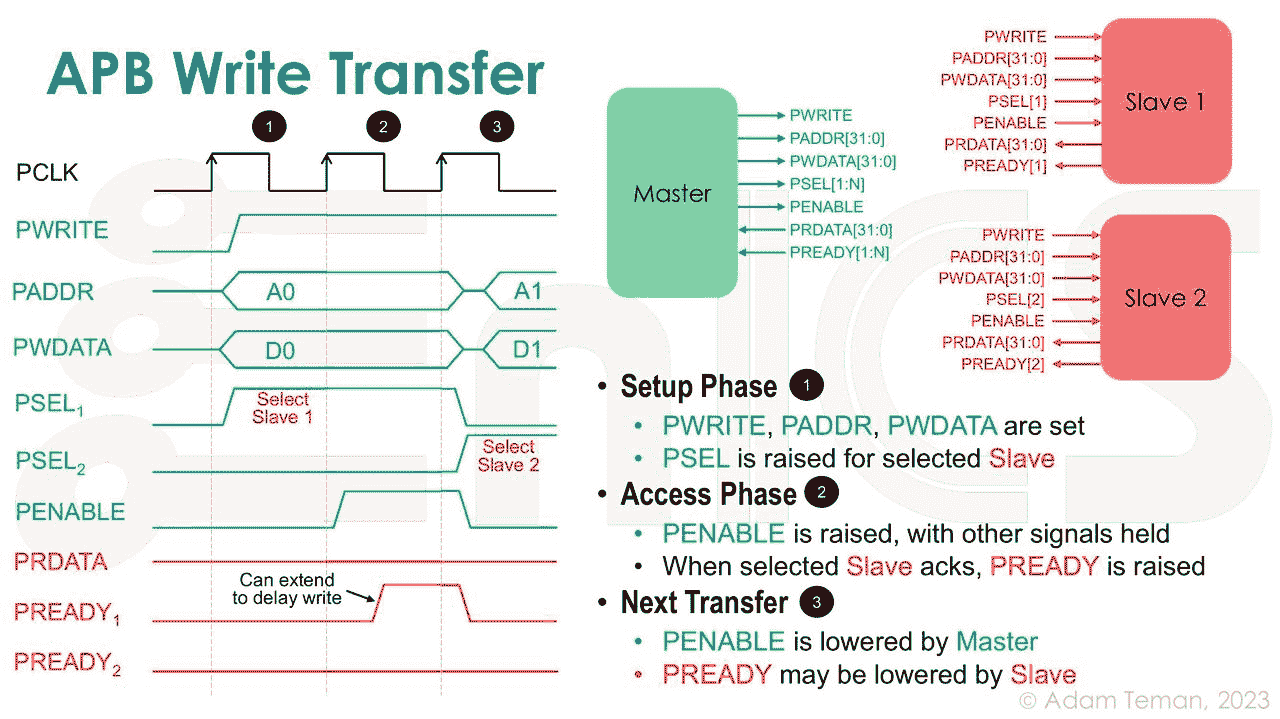 APB Write Transfer
1
2
3
PCLK
PWRITE
PADDR
A0
A1
PWDATA
D0
D1
PSEL1
Select
Slave 1
PSEL2
Select
Slave 2
PENABLE
PRDATA
Can extend
to delay write
PREADY1
PREADY2
Master
PWRITE
PADDR[31:0]
PWDATA[31:0]
PSEL[1:N]
PENABLE
PRDATA[31:0]
PREADY[1:N]
PWRITE
PADDR[31:0]
PWDATA[31:0]
PSEL[1]
PENABLE
PRDATA[31:0]
PREADY[1]
Slave 1
PWRITE
PADDR[31:0]
PWDATA[31:0]
PSEL[2]
PENABLE
PRDATA[31:0]
PREADY[2]
Slave 2
• Setup Phase 1
• PWRITE, PADDR, PWDATA are set
• PSEL is raised for selected Slave
• Access Phase 2
• PENABLE is raised, with other signals held
• When selected Slave acks, PREADY is raised
• Next Transfer 3
• PENABLE is lowered by Master
• PREADY may be lowered by Slave
© Adam Teman, 2023
EnICS